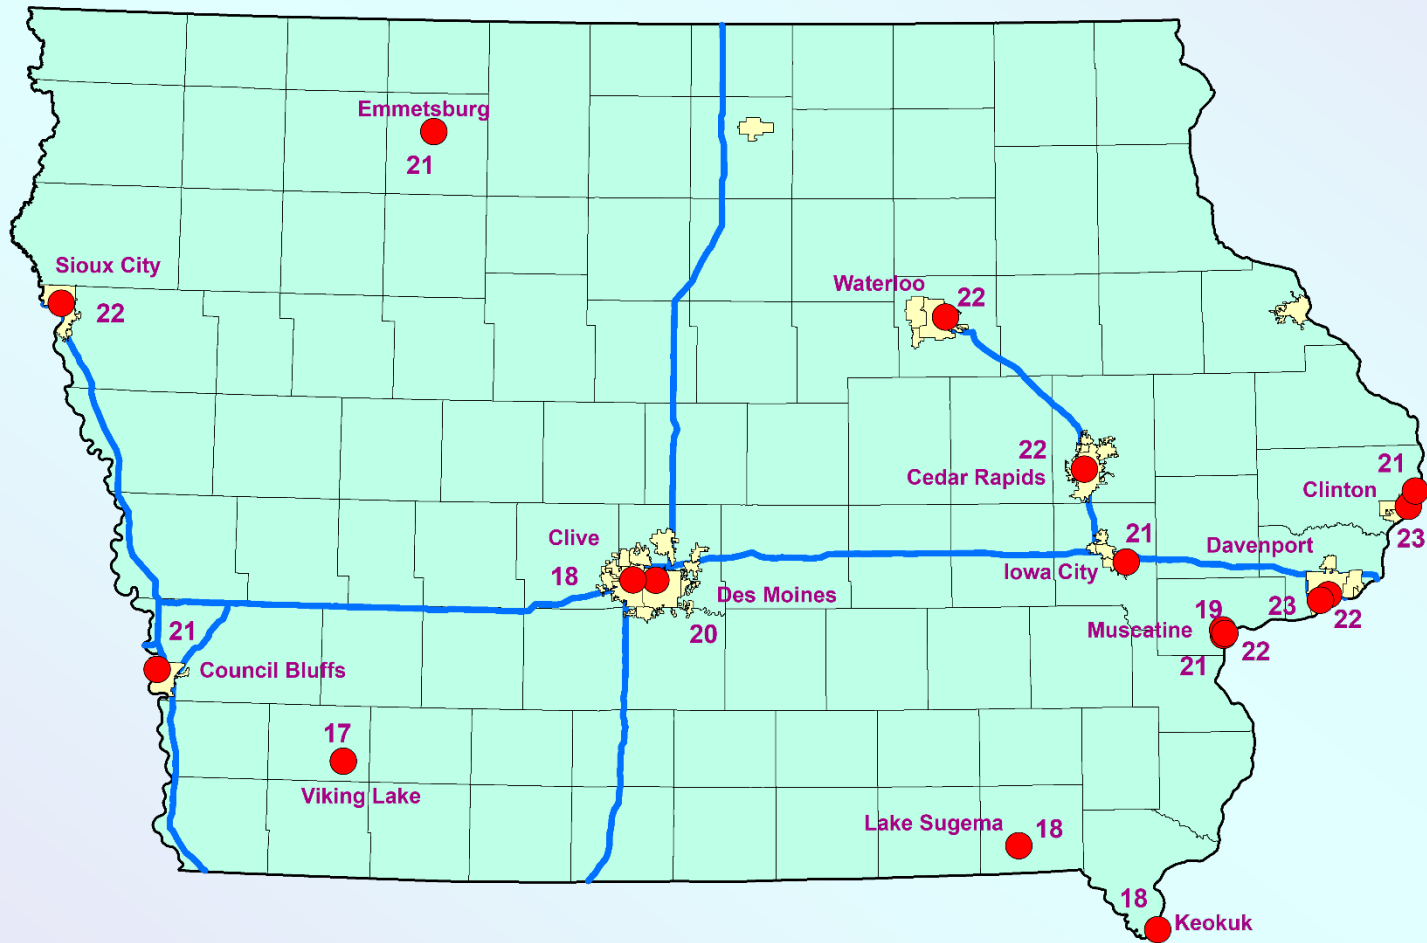 Emmetsburg
21
Sioux City
22
Waterloo
22
22
Cedar Rapids
21
Clinton
23
Clive
18
Des Moines
20
21
Iowa City
Davenport
23
22
19
Muscatine
22
21
21
Council Bluffs
17
Viking Lake
Lake Sugema
18
18
Keokuk